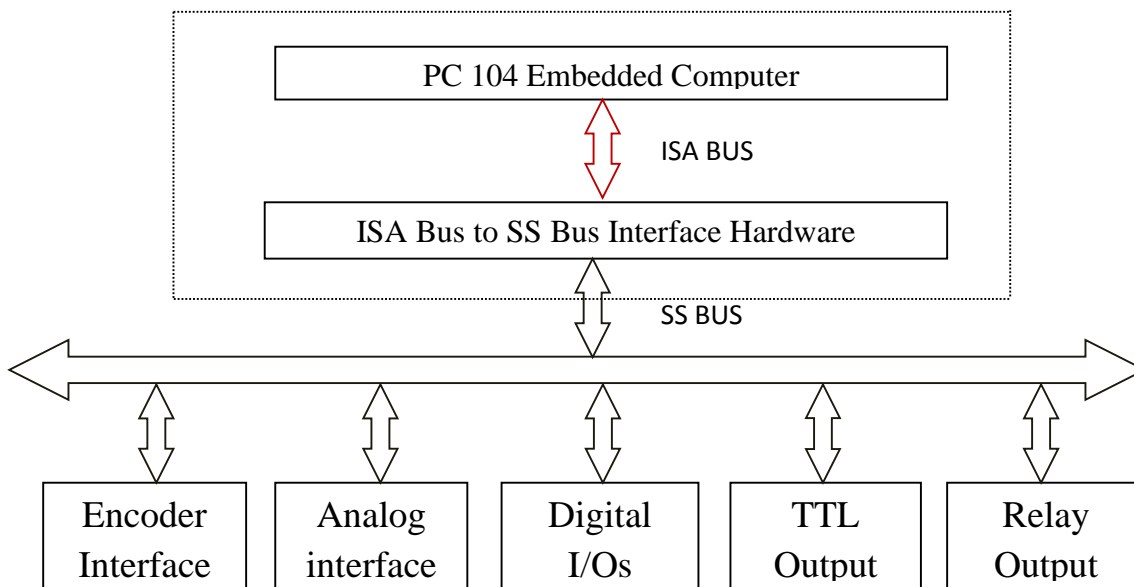 PC 104 Embedded Computer
ISA BUS
ISA Bus to SS Bus Interface Hardware
SS BUS
Encoder
Interface
Analog
interface
Digital
I/Os
TTL
Output
Relay
Output